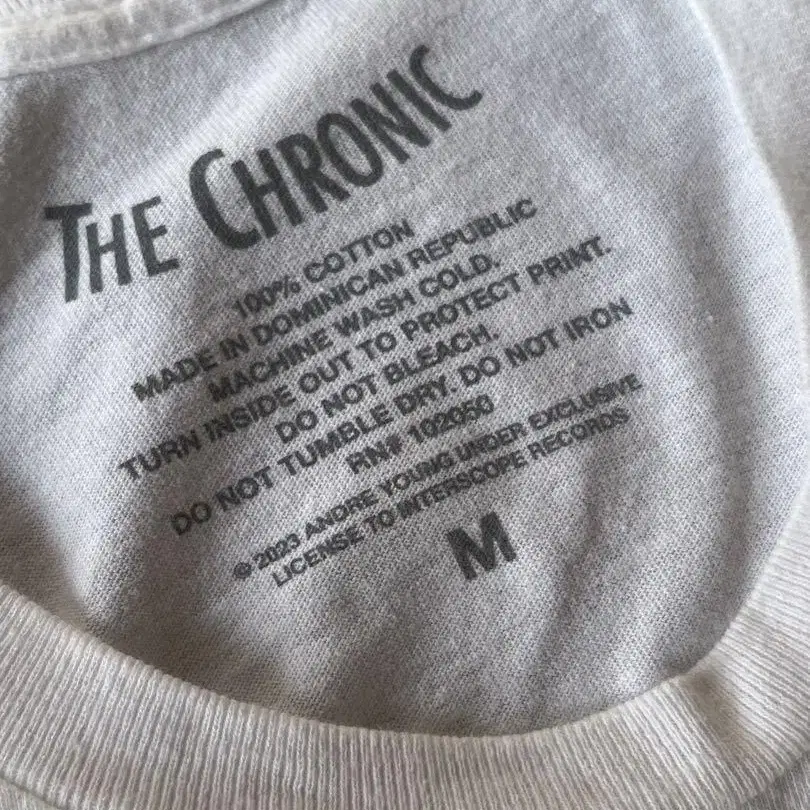 THE CHRONIC
100% COTTON
MADE IN DOMINICAN REPUBLIC
MACHINE WASH COLD.
TURN INSIDE OUT TO PROTECT PRINT.
DO NOT BLEACH.
DO NOT TUMBLE DRY. DO NOT IRON
RN# 102050
© 2023 ANDRE YOUNG UNDER EXCLUSIVE
LICENSE TO INTERSCOPE RECORDS
M